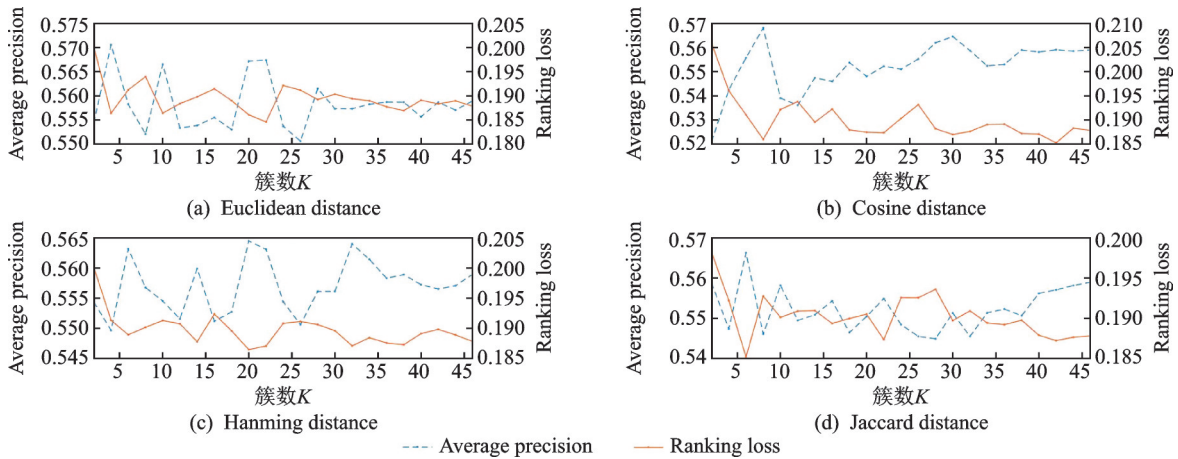 Average precision
0.575
0.570
0.565
0.560
0.555
0.550
0.205
0.200
0.195
0.190
0.185
0.180
Ranking loss
5 10 15 20 25 30 35 40 45
簇数K
(a) Euclidean distance
Average precision
0.57
0.56
0.55
0.54
0.53
0.52
0.210
0.205
0.200
0.195
0.190
0.185
Ranking loss
5 10 15 20 25 30 35 40 45
簇数K
(b) Cosine distance
Average precision
0.565
0.560
0.555
0.550
0.545
0.205
0.200
0.195
0.190
0.185
Ranking loss
5 10 15 20 25 30 35 40 45
簇数K
(c) Hanming distance
Average precision
0.57
0.56
0.55
0.54
0.200
0.195
0.190
0.185
Ranking loss
5 10 15 20 25 30 35 40 45
簇数K
(d) Jaccard distance
Average precision Ranking loss